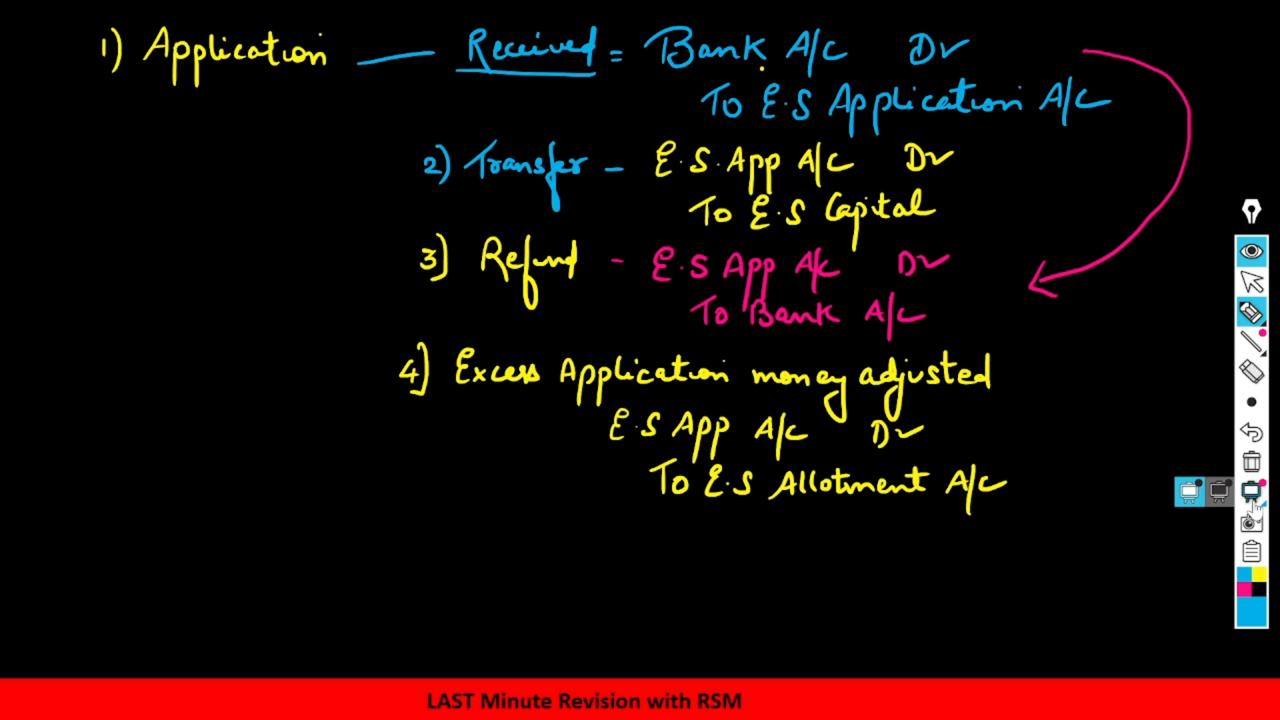 1) Application — Received = Bank A/c Dr
To E.S Application A/c
2) Transfer – E.S. App A/c Dr
To E.S Capital
3) Refund - E.S App A/c Dr
To Bank A/c
4) Excess Application money adjusted
E.S App A/c Dr
To E.S Allotment A/c
LAST Minute Revision with RSM